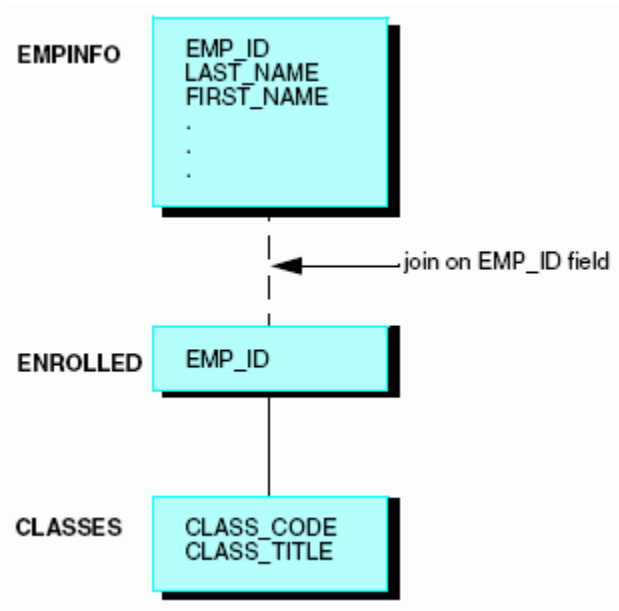 EMPINFO
EMP_ID
LAST_NAME
FIRST_NAME
.
.
.
join on EMP_ID field
ENROLLED
EMP_ID
CLASSES
CLASS_CODE
CLASS_TITLE